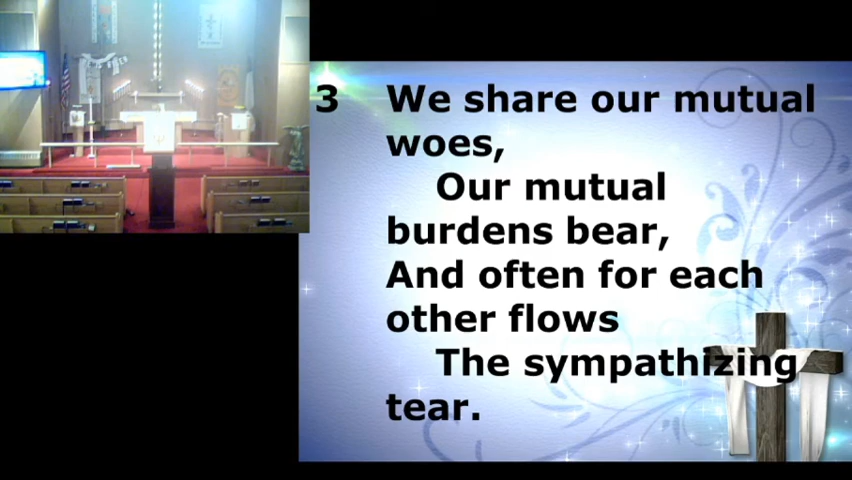 3 We share our mutual
woes,
Our mutual
burdens bear,
And often for each
other flows
The sympathizing
tear.